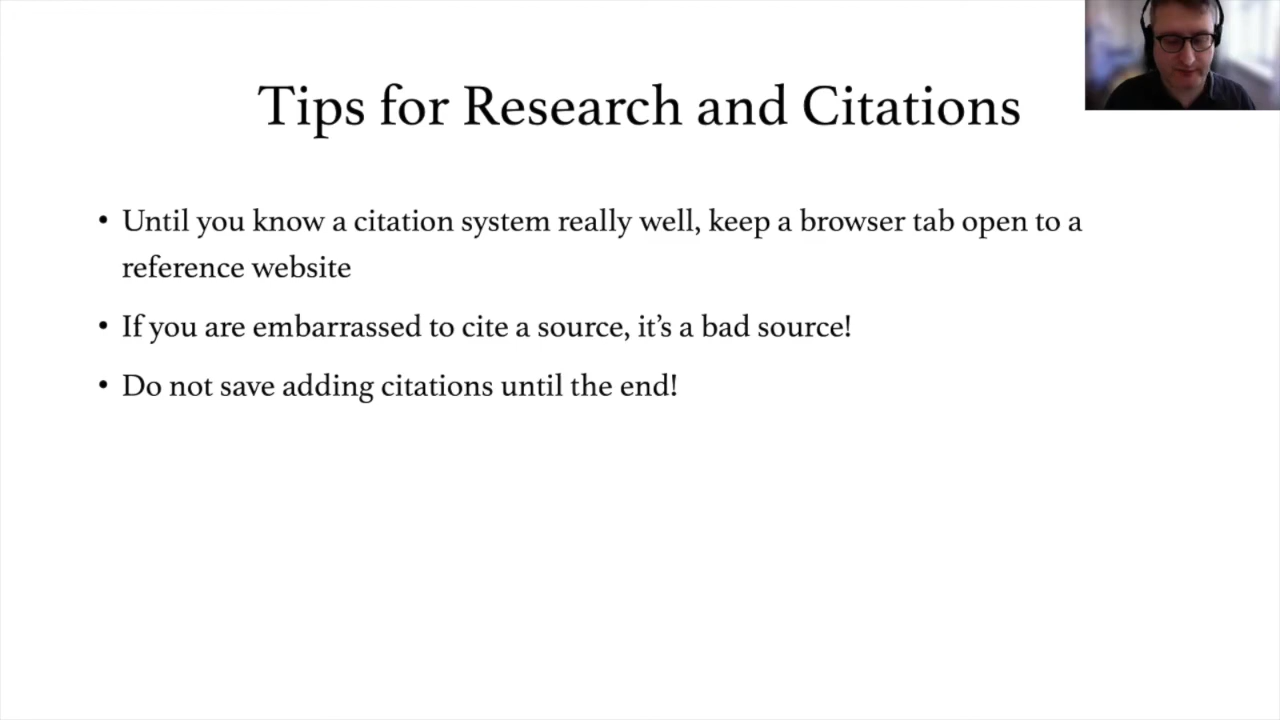 Tips for Research and Citations
• Until you know a citation system really well, keep a browser tab open to a
reference website
• If you are embarrassed to cite a source, it’s a bad source!
• Do not save adding citations until the end!